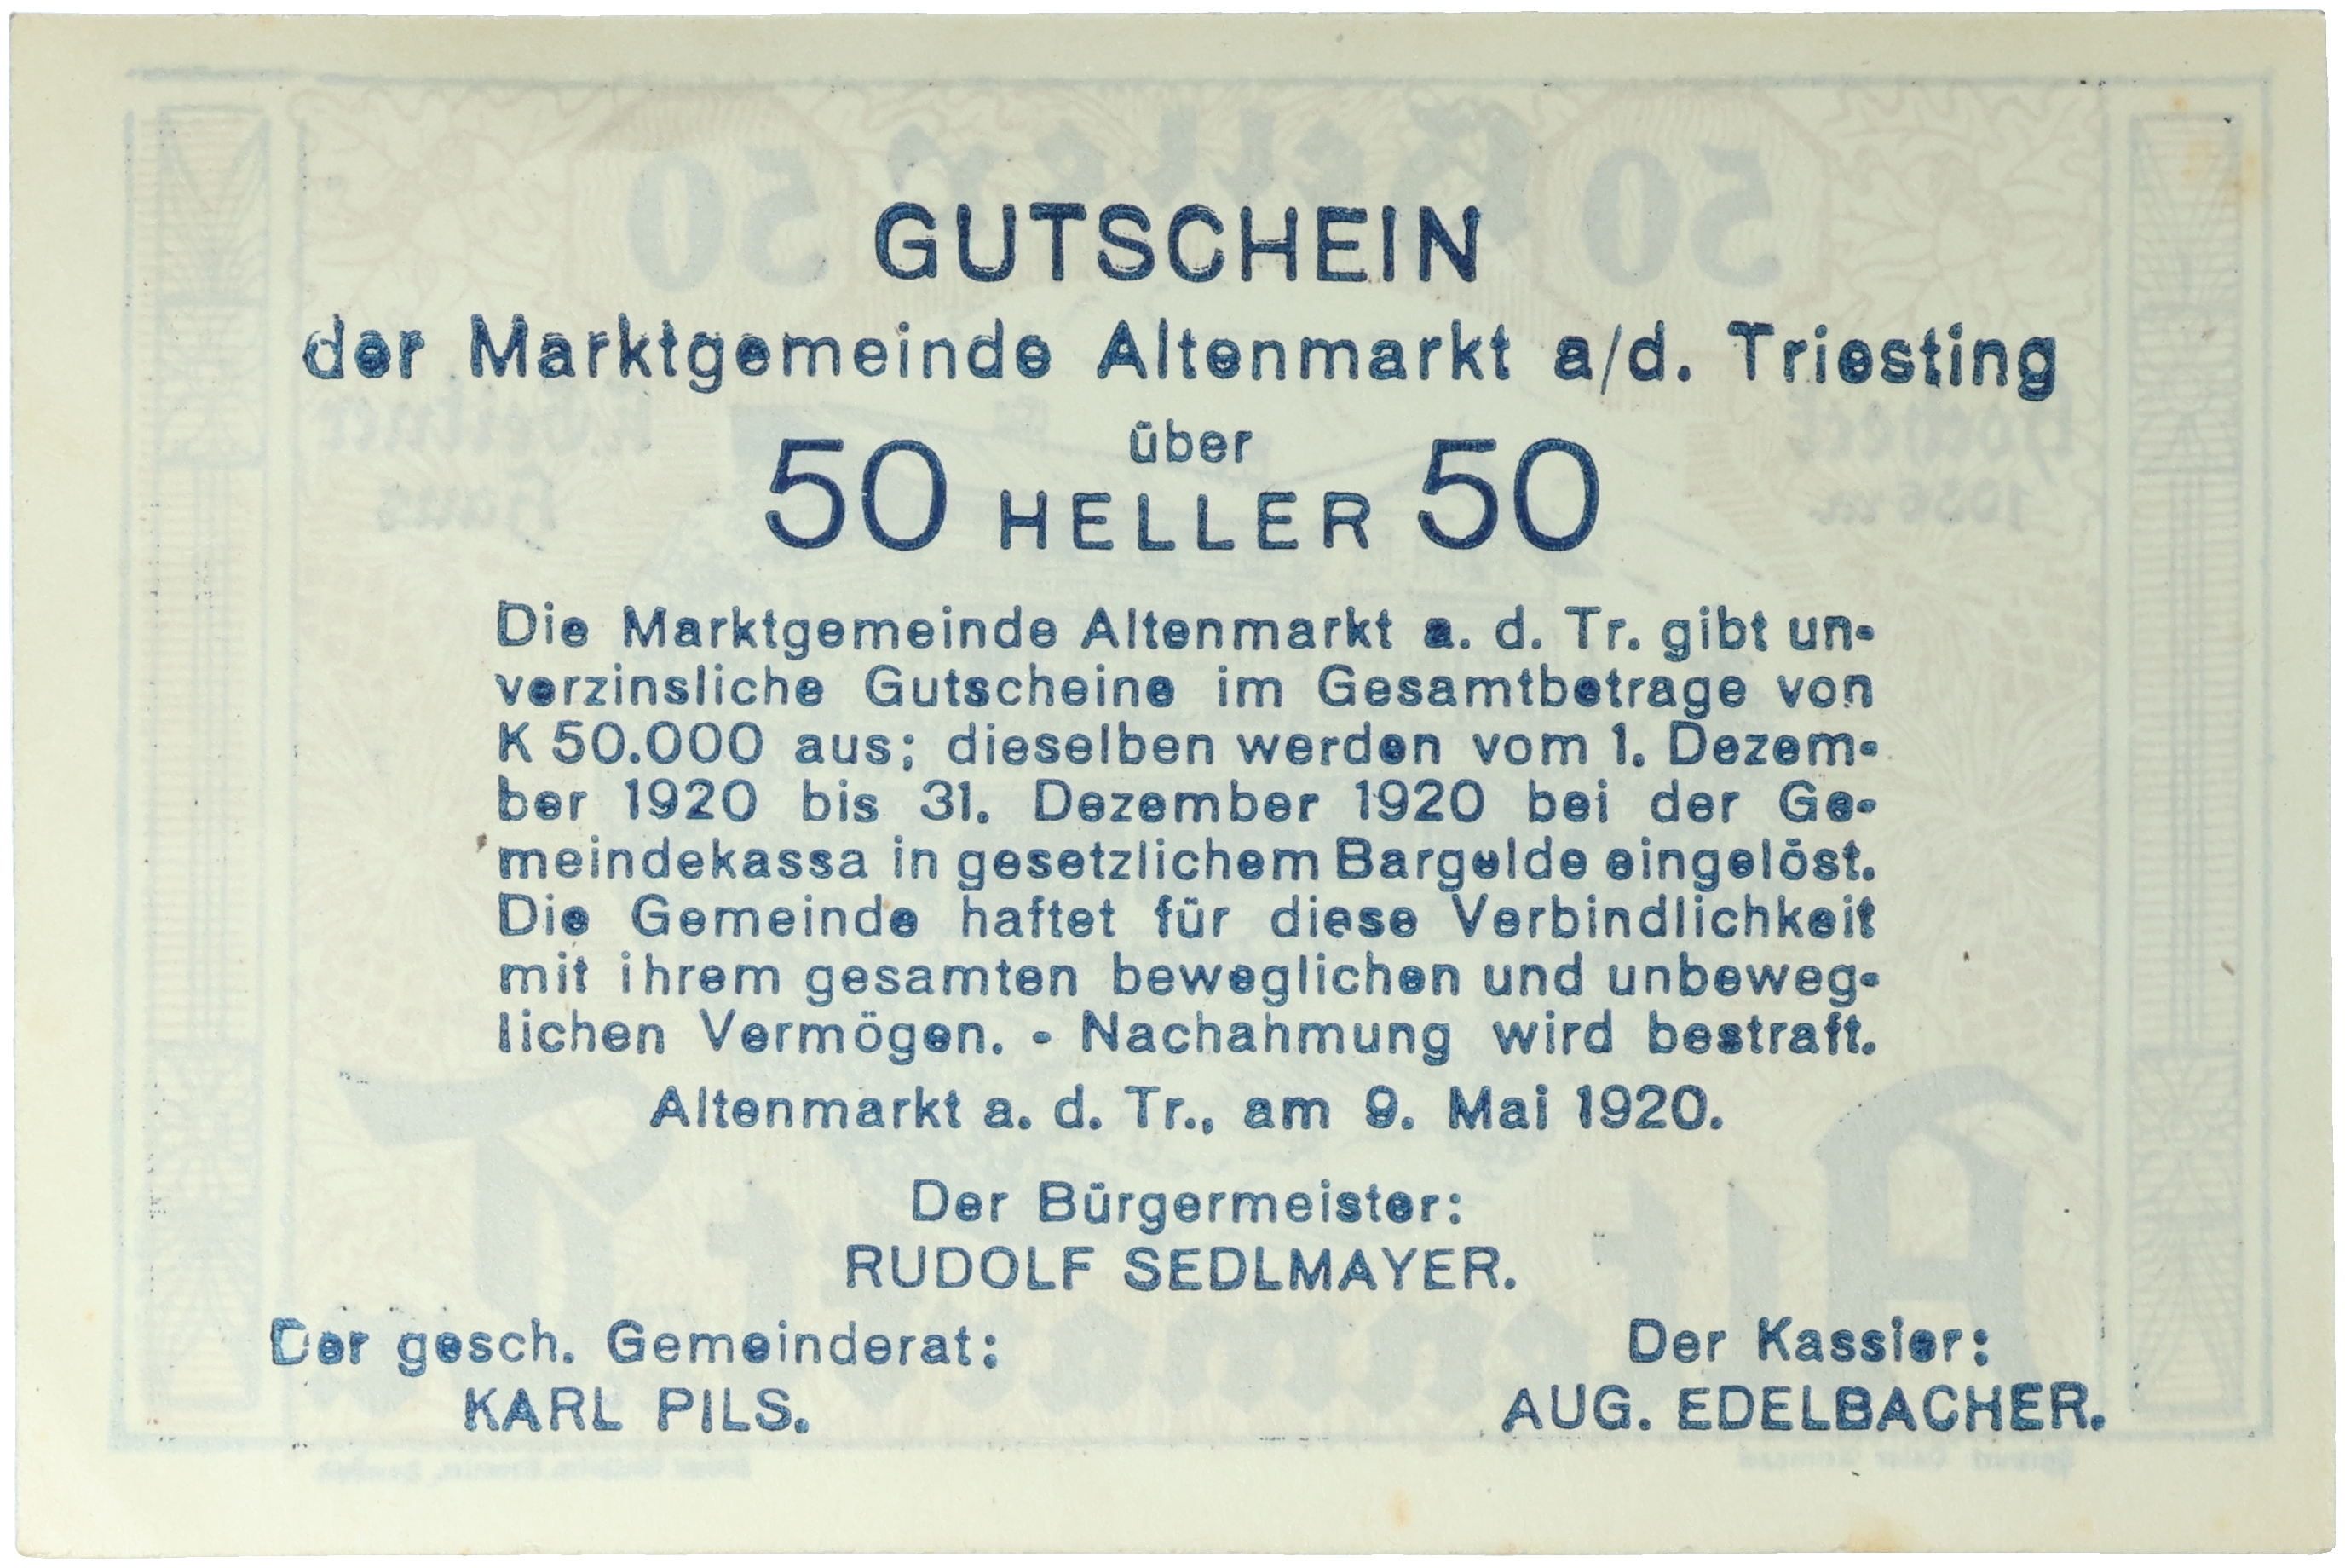 GUTSCHEIN
der Marktgemeinde Altenmarkt a/d. Triesting
über
50 HELLER 50
Die Marktgemeinde Altenmarkt a. d. Tr. gibt un-
verzinsliche Gutscheine im Gesamtbetrage von
K 50.000 aus; dieselben werden vom 1. Dezem-
ber 1920 bis 31. Dezember 1920 bei der Ge-
meindekassa in gesetzlichem Bargelde eingelöst.
Die Gemeinde haftet für diese Verbindlichkeit
mit ihrem gesamten beweglichen und unbeweg-
lichen Vermögen. - Nachahmung wird bestraft.
Altenmarkt a. d. Tr., am 9. Mai 1920.
Der Bürgermeister:
RUDOLF SEDLMAYER.
Der gesch. Gemeinderat:
KARL PILS.
Der Kassier:
AUG. EDELBACHER.